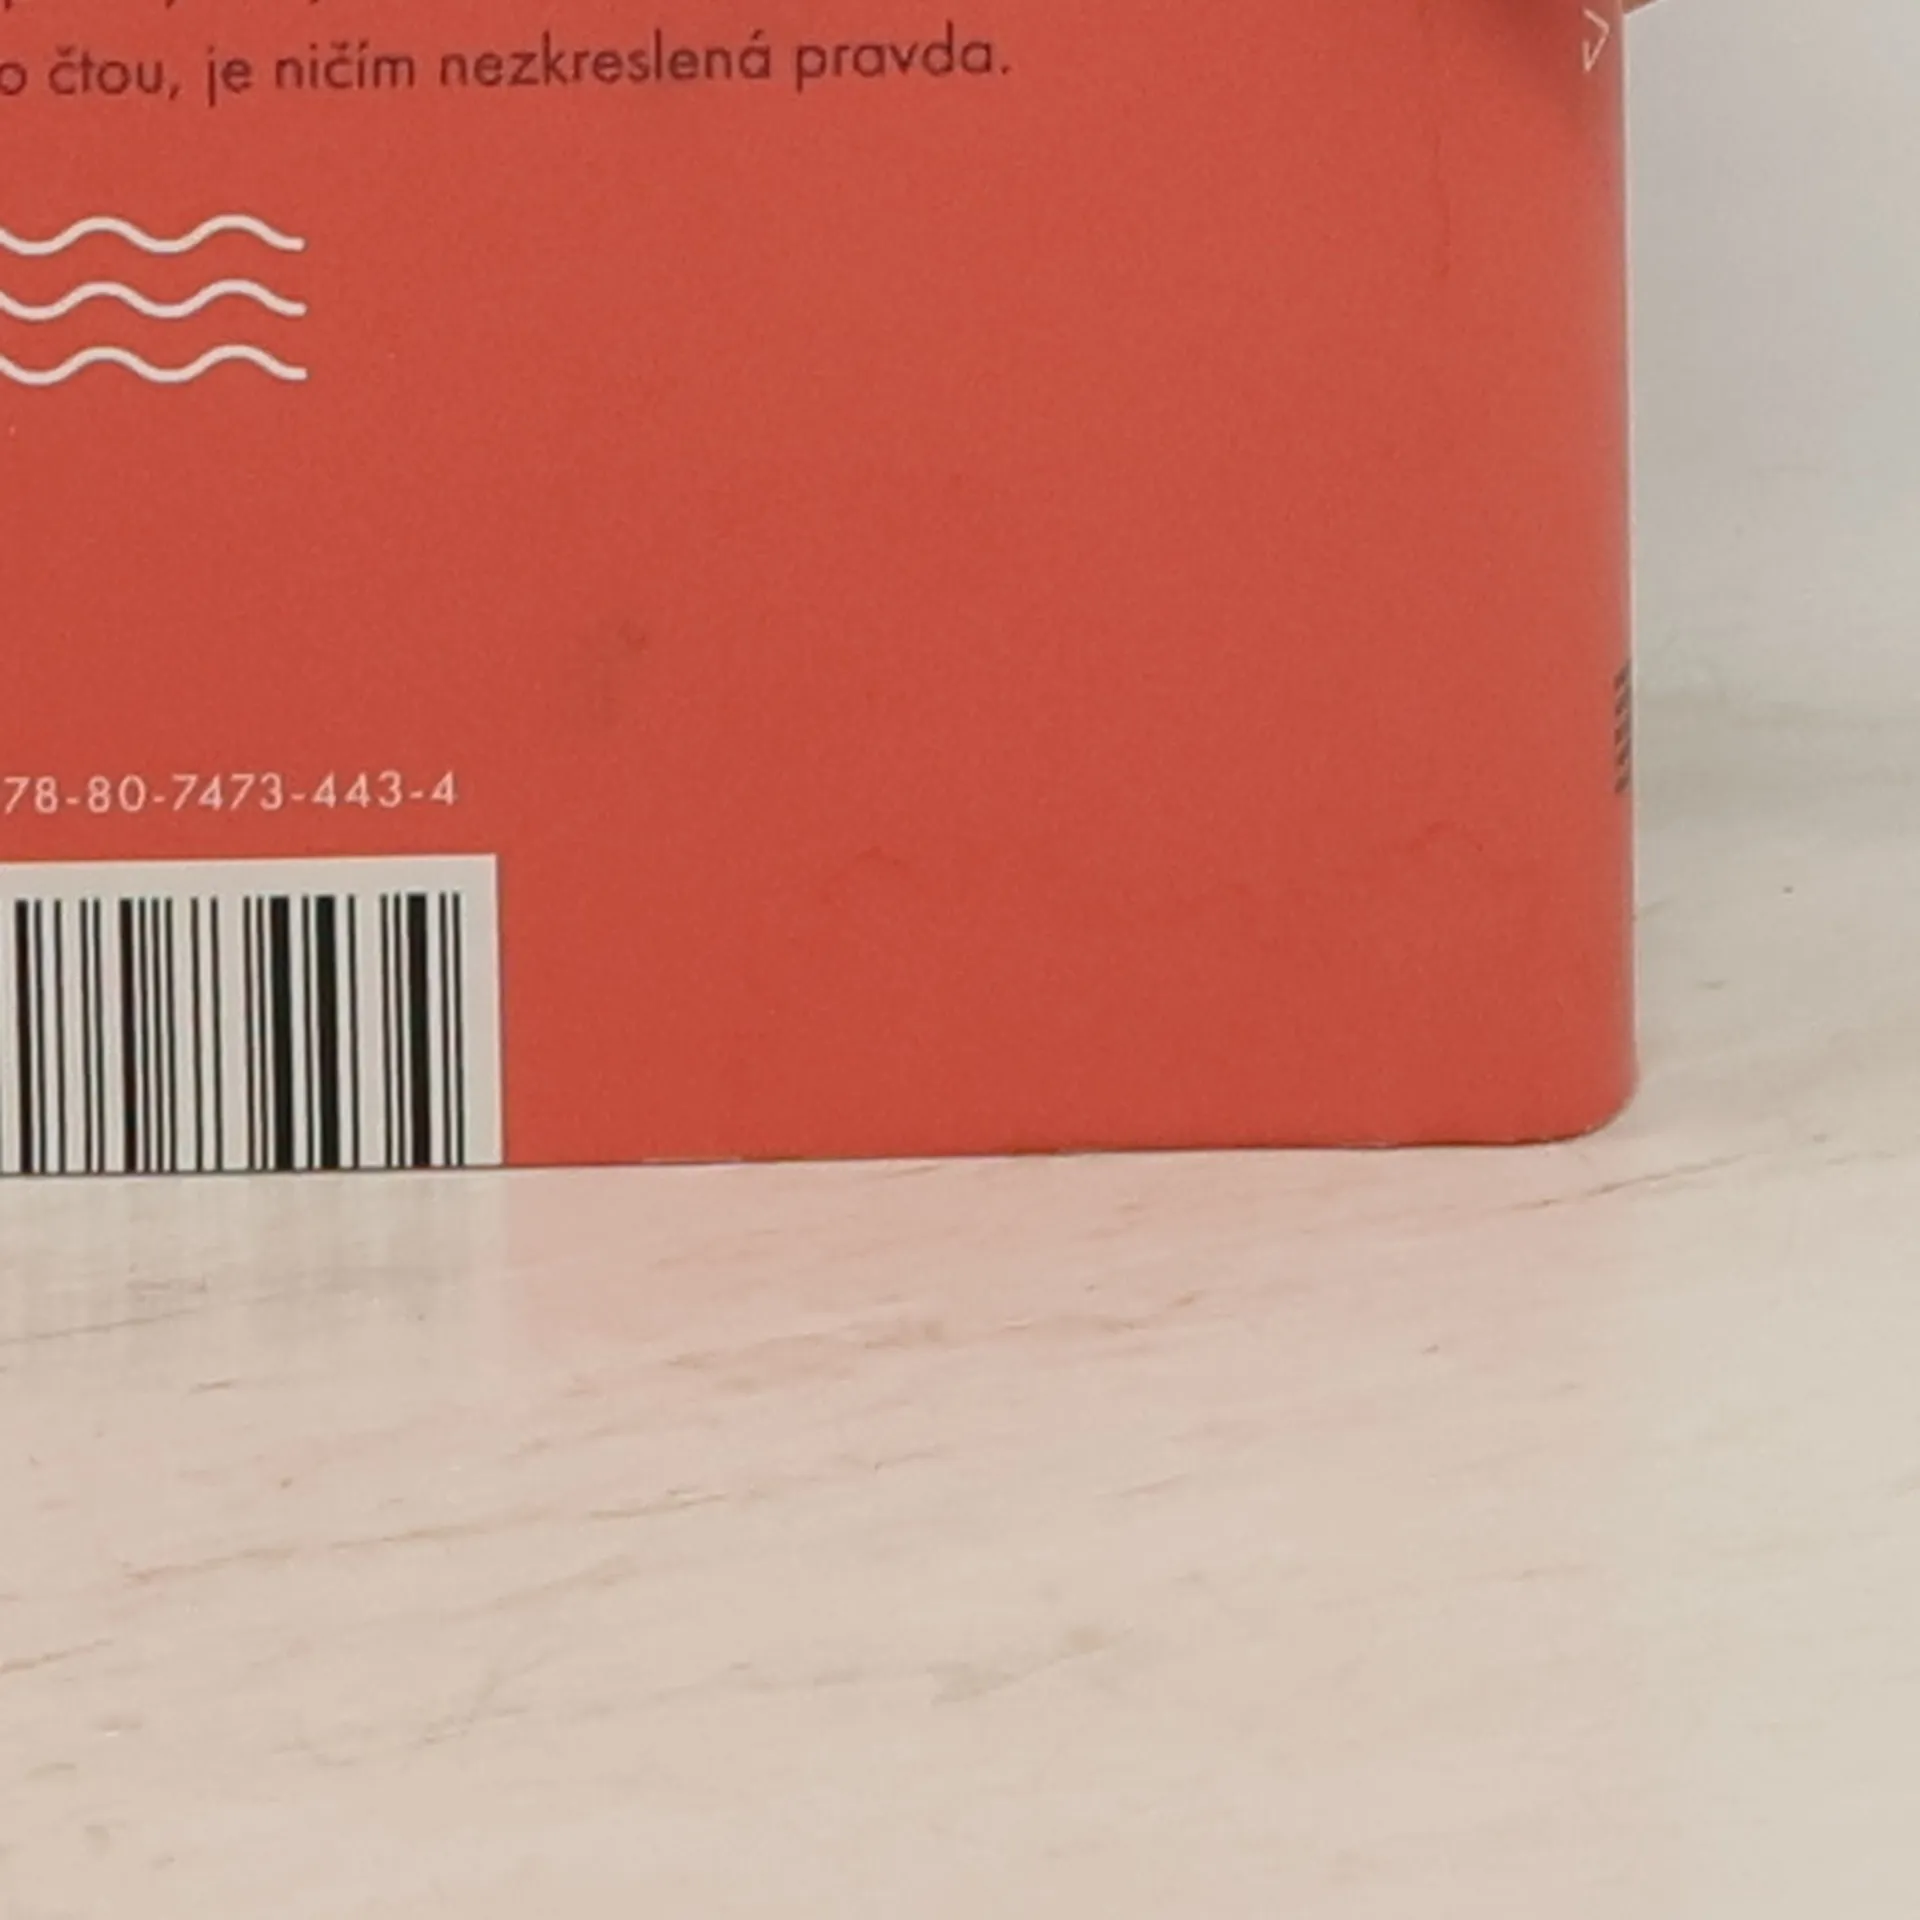 o čtou, je ničím nezkreslená pravda.
78-80-7473-443-4